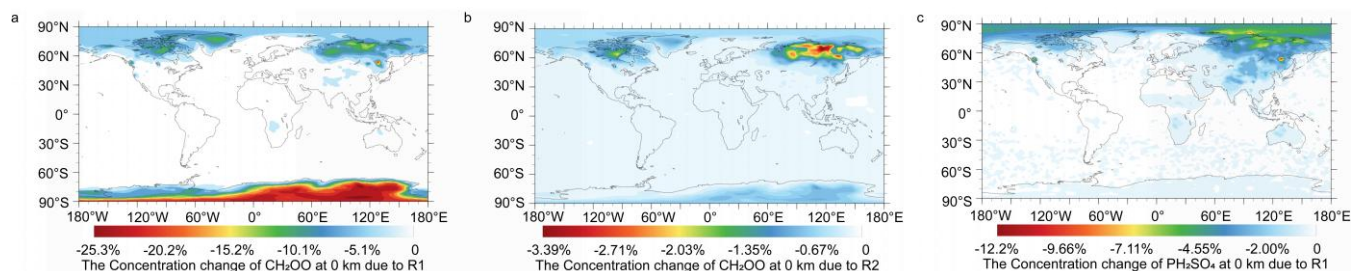 a
90°N
60°N
30°N
0°
30°S
60°S
90°S
180°W 120°W 60°W 0° 60°E 120°E 180°E
-25.3% -20.2% -15.2% -10.1% -5.1% 0
The Concentration change of CH₂OO at 0 km due to R1
b
90°N
60°N
30°N
0°
30°S
60°S
90°S
180°W 120°W 60°W 0° 60°E 120°E 180°E
-3.39% -2.71% -2.03% -1.35% -0.67% 0
The Concentration change of CH₂OO at 0 km due to R2
c
90°N
60°N
30°N
0°
30°S
60°S
90°S
180°W 120°W 60°W 0° 60°E 120°E 180°E
-12.2% -9.66% -7.11% -4.55% -2.00% 0
The Concentration change of PH₂SO₄ at 0 km due to R1